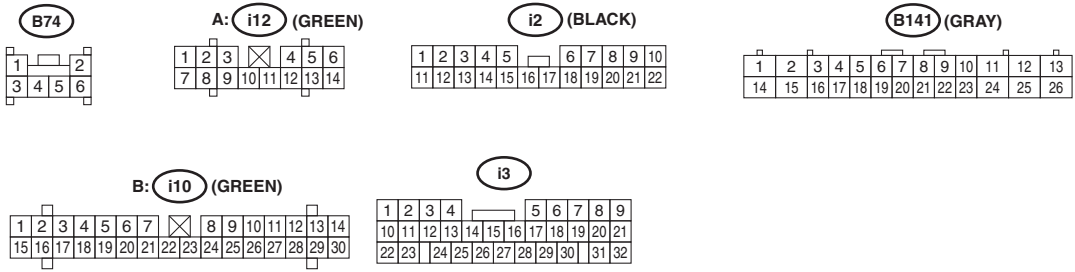 B74
1 2
3 4 5 6
A: i12 (GREEN)
1 2 3 4 5 6
7 8 9 10 11 12 13 14
i2 (BLACK)
1 2 3 4 5 6 7 8 9 10
11 12 13 14 15 16 17 18 19 20 21 22
B141 (GRAY)
1 2 3 4 5 6 7 8 9 10 11 12 13
14 15 16 17 18 19 20 21 22 23 24 25 26
B: i10 (GREEN)
1 2 3 4 5 6 7 8 9 10 11 12 13 14
15 16 17 18 19 20 21 22 23 24 25 26 27 28 29 30
i3
1 2 3 4 5 6 7 8 9
10 11 12 13 14 15 16 17 18 19 20 21
22 23 24 25 26 27 28 29 30 31 32